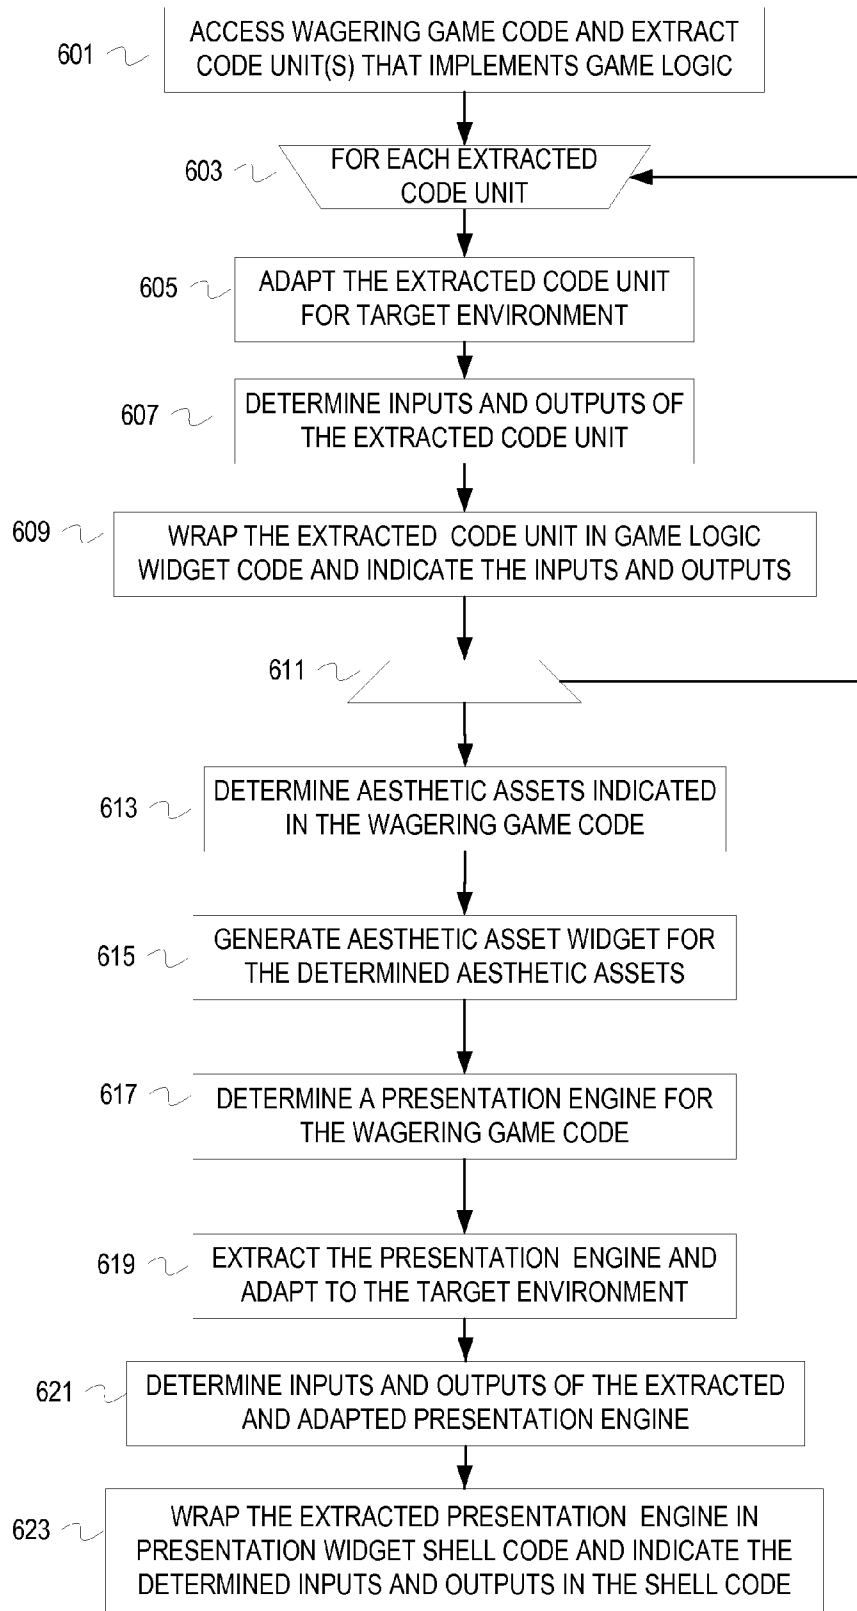 601
ACCESS WAGERING GAME CODE AND EXTRACT
CODE UNIT(S) THAT IMPLEMENTS GAME LOGIC
603
FOR EACH EXTRACTED
CODE UNIT
605
ADAPT THE EXTRACTED CODE UNIT
FOR TARGET ENVIRONMENT
607
DETERMINE INPUTS AND OUTPUTS OF
THE EXTRACTED CODE UNIT
609
WRAP THE EXTRACTED CODE UNIT IN GAME LOGIC
WIDGET CODE AND INDICATE THE INPUTS AND OUTPUTS
611
613
DETERMINE AESTHETIC ASSETS INDICATED
IN THE WAGERING GAME CODE
615
GENERATE AESTHETIC ASSET WIDGET FOR
THE DETERMINED AESTHETIC ASSETS
617
DETERMINE A PRESENTATION ENGINE FOR
THE WAGERING GAME CODE
619
EXTRACT THE PRESENTATION ENGINE AND
ADAPT TO THE TARGET ENVIRONMENT
621
DETERMINE INPUTS AND OUTPUTS OF THE EXTRACTED
AND ADAPTED PRESENTATION ENGINE
623
WRAP THE EXTRACTED PRESENTATION ENGINE IN
PRESENTATION WIDGET SHELL CODE AND INDICATE THE
DETERMINED INPUTS AND OUTPUTS IN THE SHELL CODE